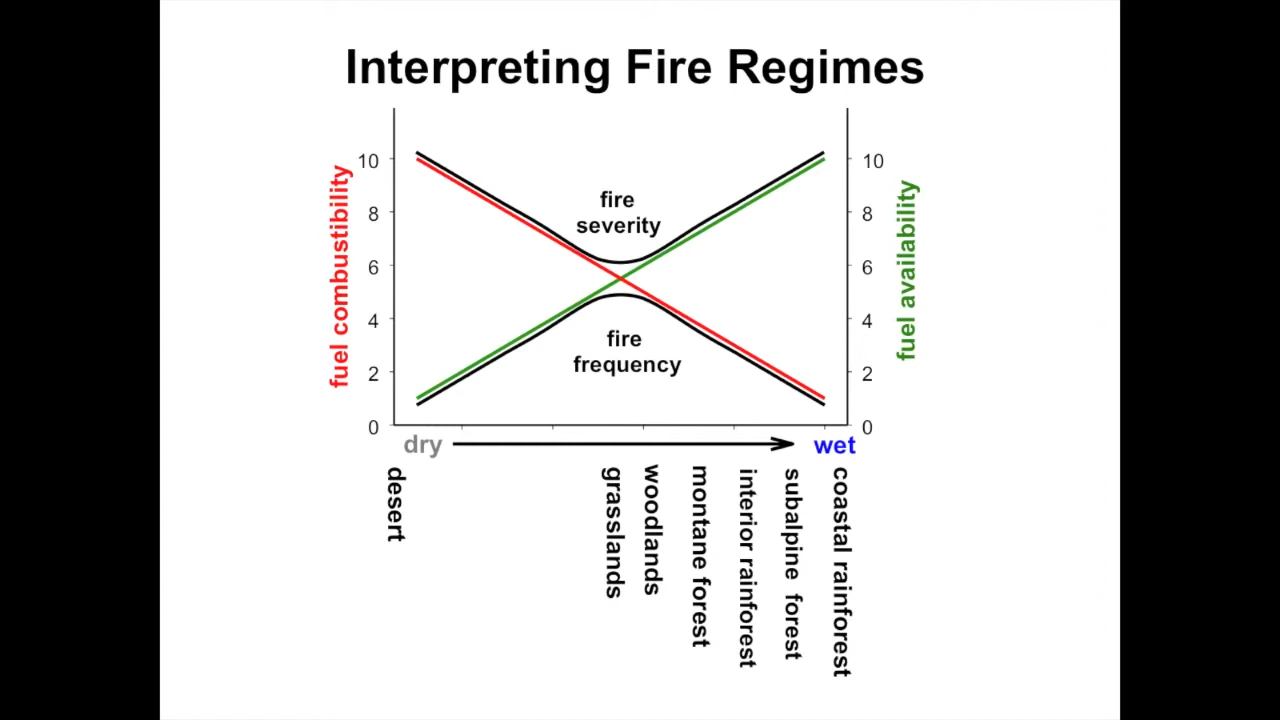 Interpreting Fire Regimes
fuel combustibility
10
8
6
4
2
0
fire
severity
fire
frequency
10
8
6
4
2
0
fuel availability
dry
wet
desert
grasslands
woodlands
montane forest
interior rainforest
subalpine forest
coastal rainforest